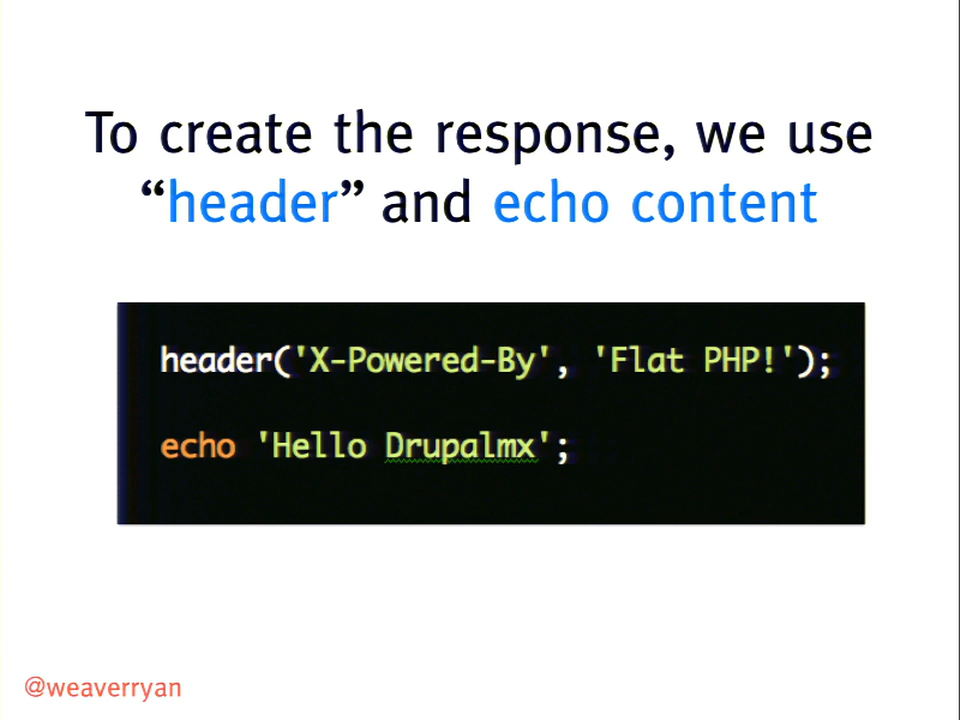 To create the response, we use
“header” and echo content
header('X-Powered-By', 'Flat PHP!');
echo 'Hello Drupalmx';
@weaverryan